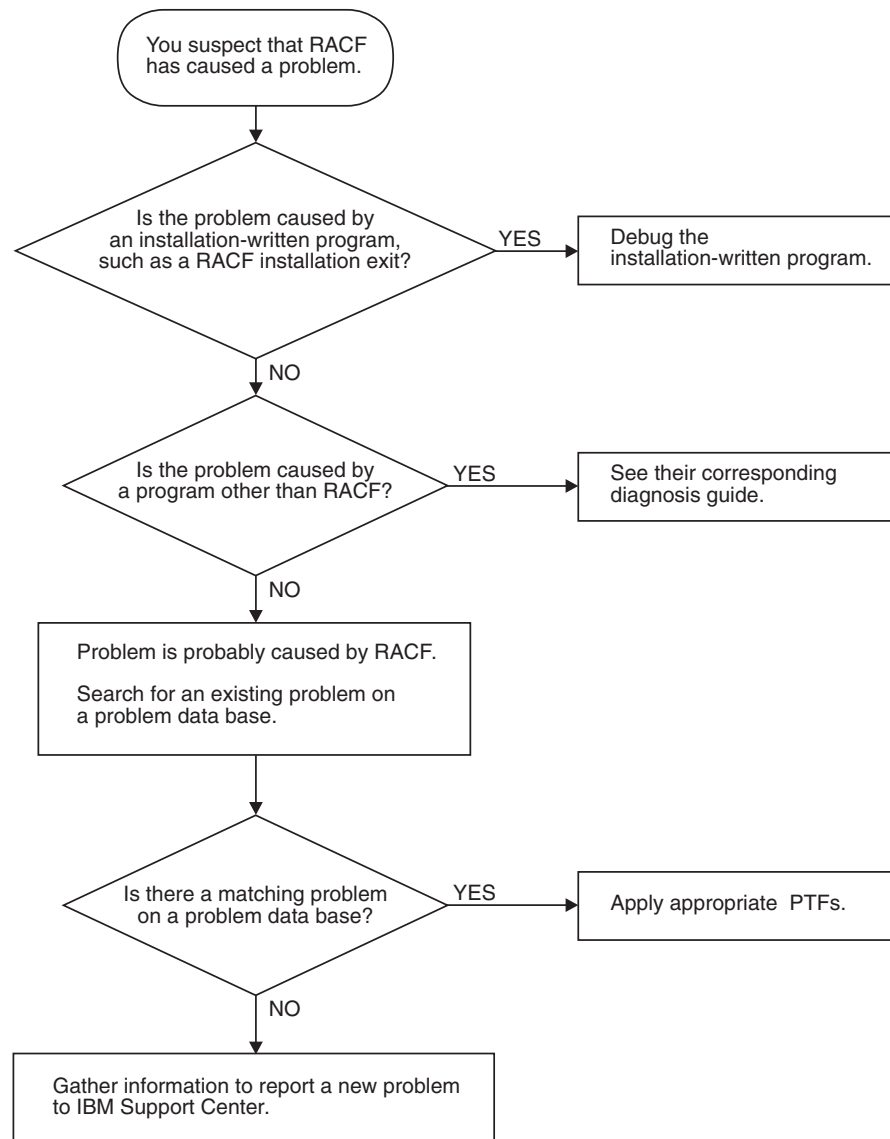 You suspect that RACF
has caused a problem.
Is the problem caused by
an installation-written program,
such as a RACF installation exit?
YES
Debug the
installation-written program.
NO
Is the problem caused by
a program other than RACF?
YES
See their corresponding
diagnosis guide.
NO
Problem is probably caused by RACF.
Search for an existing problem on
a problem data base.
Is there a matching problem
on a problem data base?
YES
Apply appropriate PTFs.
NO
Gather information to report a new problem
to IBM Support Center.